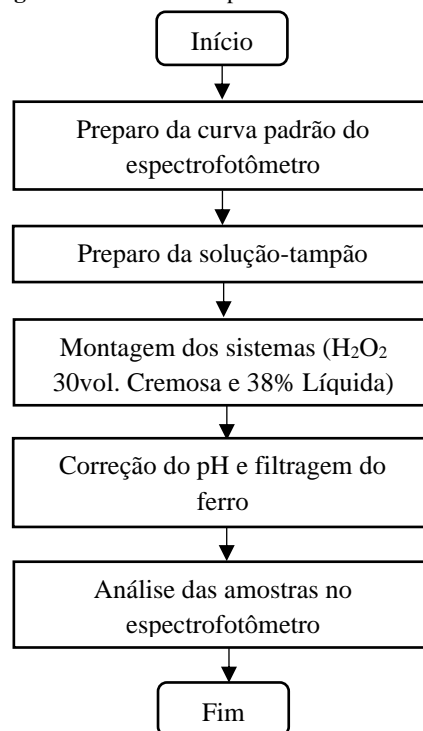 Início
Preparo da curva padrão do
espectrofotômetro
Preparo da solução-tampão
Montagem dos sistemas (H₂O₂
30vol. Cremosa e 38% Líquida)
Correção do pH e filtragem do
ferro
Análise das amostras no
espectrofotômetro
Fim